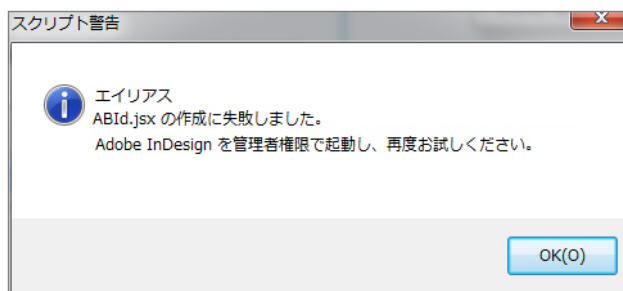 スクリプト警告
エイリアス
ABId.jsx の作成に失敗しました。
Adobe InDesign を管理者権限で起動し、再度お試しください。
OK(O)